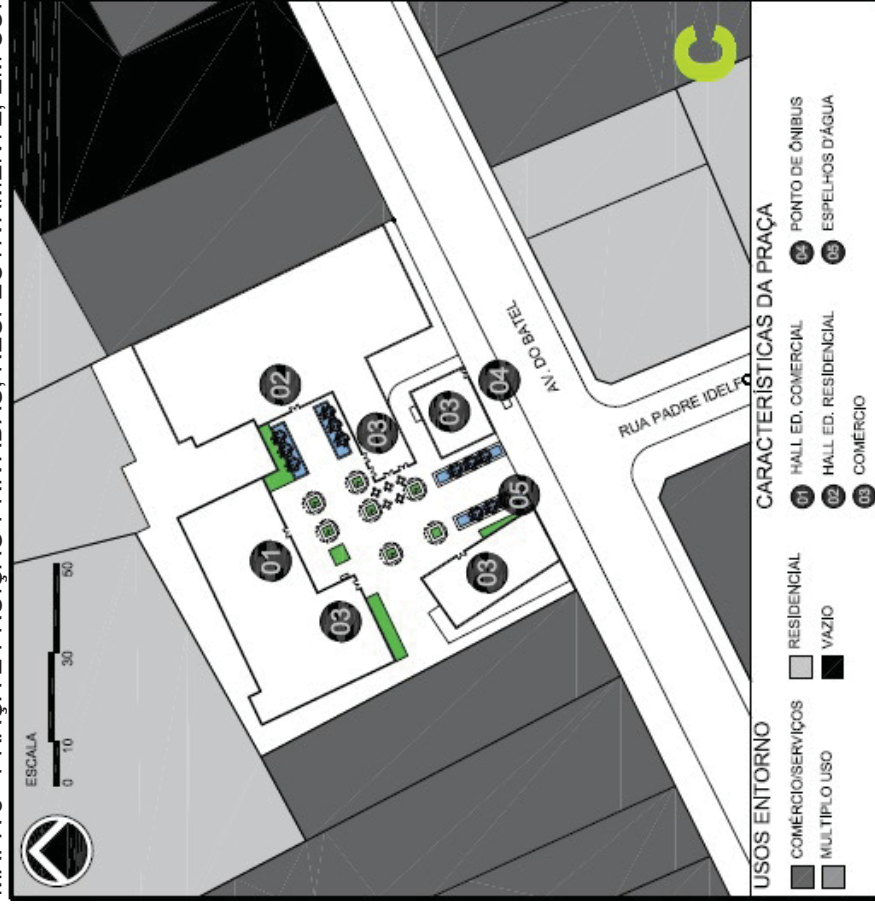 ESCALA
0 10 30 50
01
02
03
03
03
03
04
05
AV. DO BATEL
RUA PADRE IDELF
C
USOS ENTORNO
COMÉRCIO/SERVIÇOS
MULTIPLO USO
RESIDENCIAL
VAZIO
CARACTERÍSTICAS DA PRAÇA
01 HALL ED. COMERCIAL
02 HALL ED. RESIDENCIAL
03 COMÉRCIO
04 PONTO DE ÔNIBUS
05 ESPELHOS D'ÁGUA